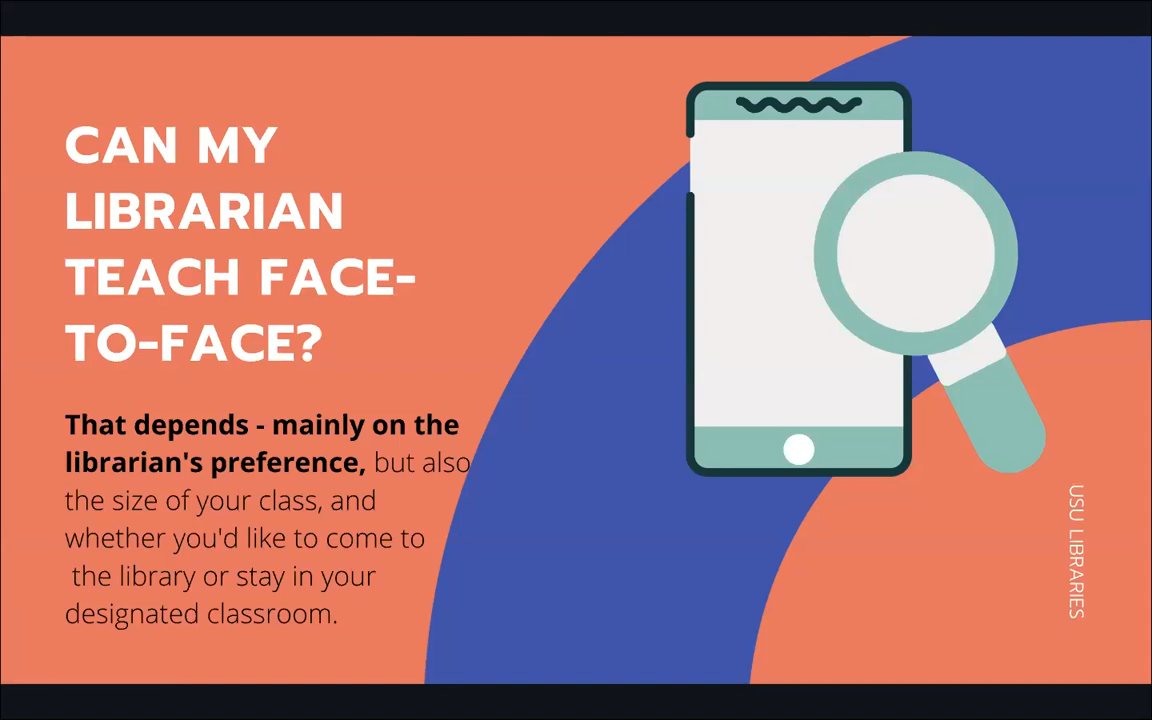 CAN MY
LIBRARIAN
TEACH FACE-
TO-FACE?
That depends - mainly on the
librarian's preference, but also
the size of your class, and
whether you'd like to come to
the library or stay in your
designated classroom.
USU LIBRARIES